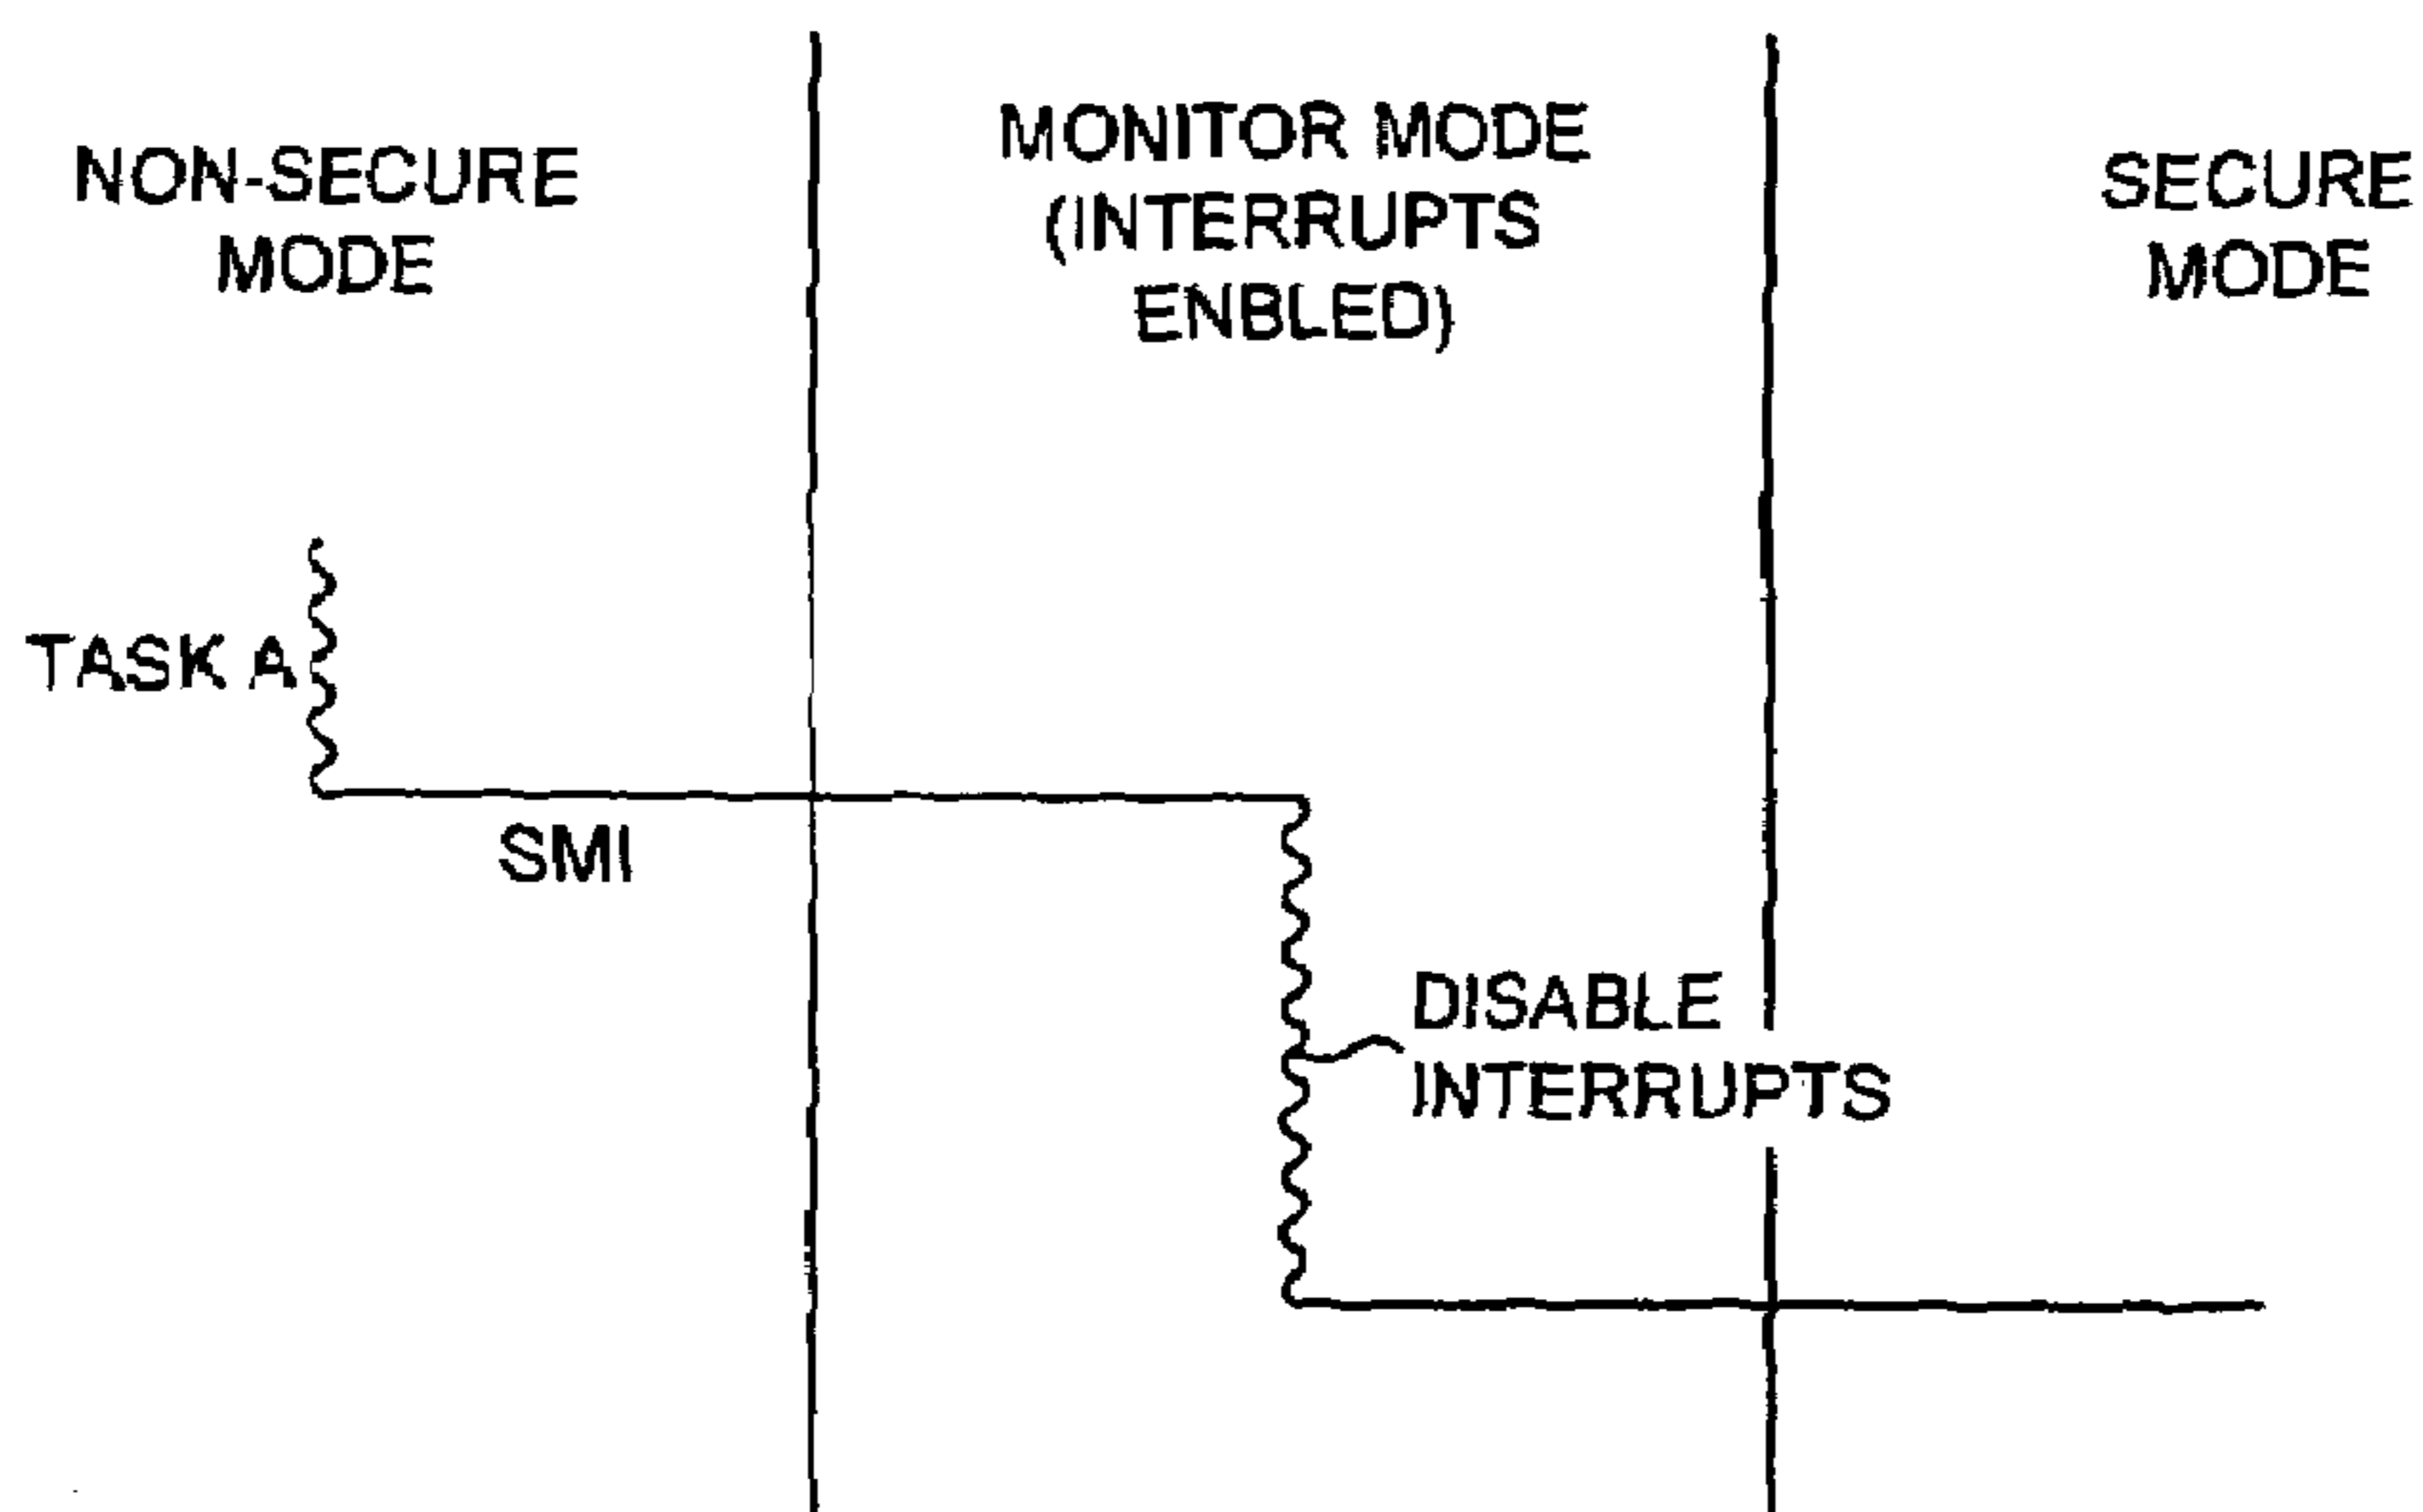 NON-SECURE
MODE
MONITOR MODE
(INTERRUPTS
ENBLED)
SECURE
MODE
TASK A
SMI
DISABLE
INTERRUPTS